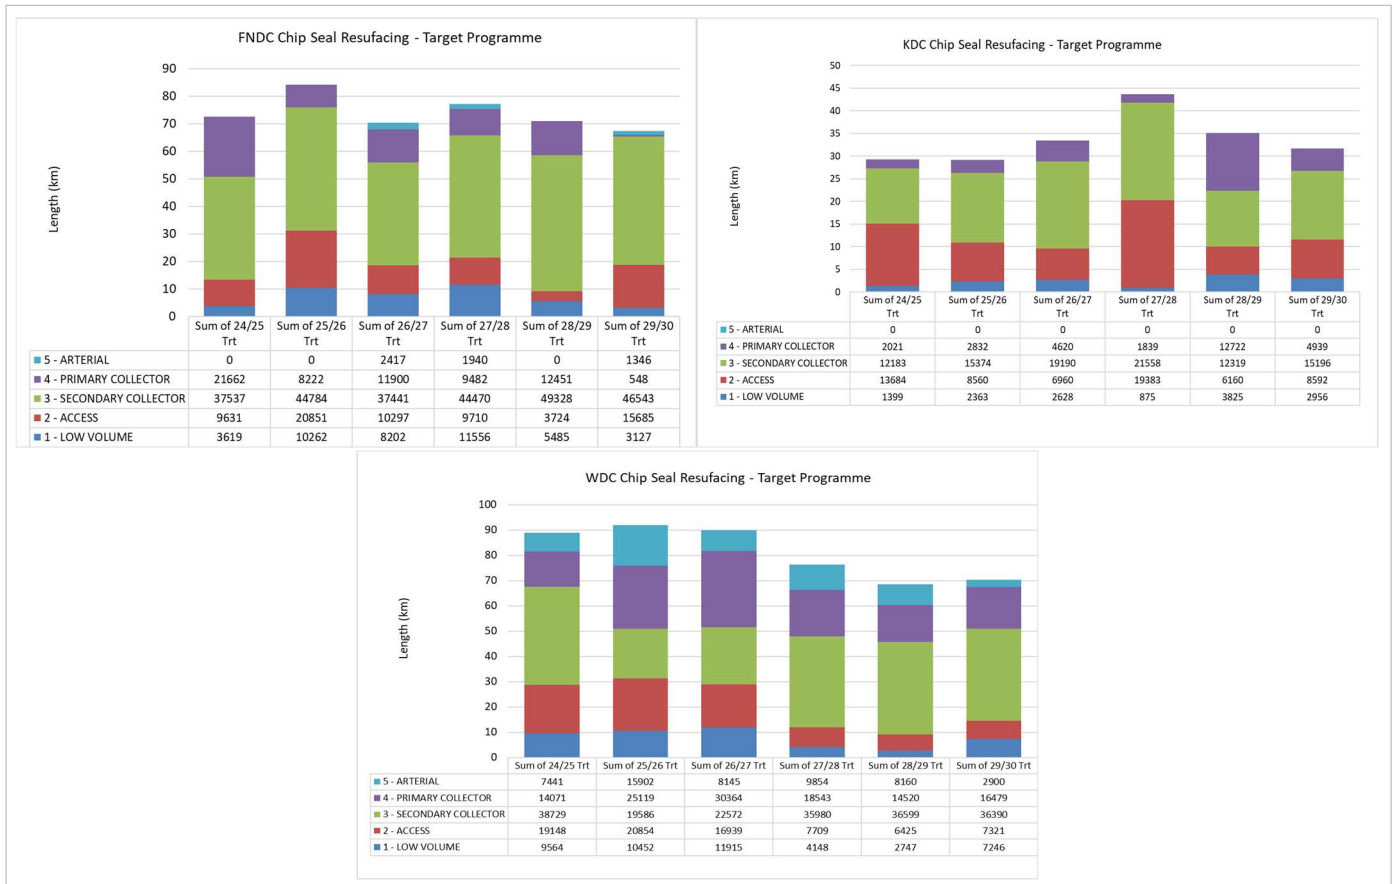 FNDC Chip Seal Resufacing - Target Programme
Length (km)
90
80
70
60
50
40
30
20
10
0
Sum of 24/25 Trt Sum of 25/26 Trt Sum of 26/27 Trt Sum of 27/28 Trt Sum of 28/29 Trt Sum of 29/30 Trt
5 - ARTERIAL 0 0 2417 1940 0 1346
4 - PRIMARY COLLECTOR 21662 8222 11900 9482 12451 548
3 - SECONDARY COLLECTOR 37537 44784 37441 44470 49328 46543
2 - ACCESS 9631 20851 10297 9710 3724 15685
1 - LOW VOLUME 3619 10262 8202 11556 5485 3127
KDC Chip Seal Resufacing - Target Programme
Length (km)
50
45
40
35
30
25
20
15
10
5
0
Sum of 24/25 Trt Sum of 25/26 Trt Sum of 26/27 Trt Sum of 27/28 Trt Sum of 28/29 Trt Sum of 29/30 Trt
5 - ARTERIAL 0 0 0 0 0 0
4 - PRIMARY COLLECTOR 2021 2832 4620 1839 12722 4939
3 - SECONDARY COLLECTOR 12183 15374 19190 21558 12319 15196
2 - ACCESS 13684 8560 6960 19383 6160 8592
1 - LOW VOLUME 1399 2363 2628 875 3825 2956
WDC Chip Seal Resufacing - Target Programme
Length (km)
100
90
80
70
60
50
40
30
20
10
0
Sum of 24/25 Trt Sum of 25/26 Trt Sum of 26/27 Trt Sum of 27/28 Trt Sum of 28/29 Trt Sum of 29/30 Trt
5 - ARTERIAL 7441 15902 8145 9854 8160 2900
4 - PRIMARY COLLECTOR 14071 25119 30364 18543 14520 16479
3 - SECONDARY COLLECTOR 38729 19586 22572 35980 36599 36390
2 - ACCESS 19148 20854 16939 7709 6425 7321
1 - LOW VOLUME 9564 10452 11915 4148 2747 7246